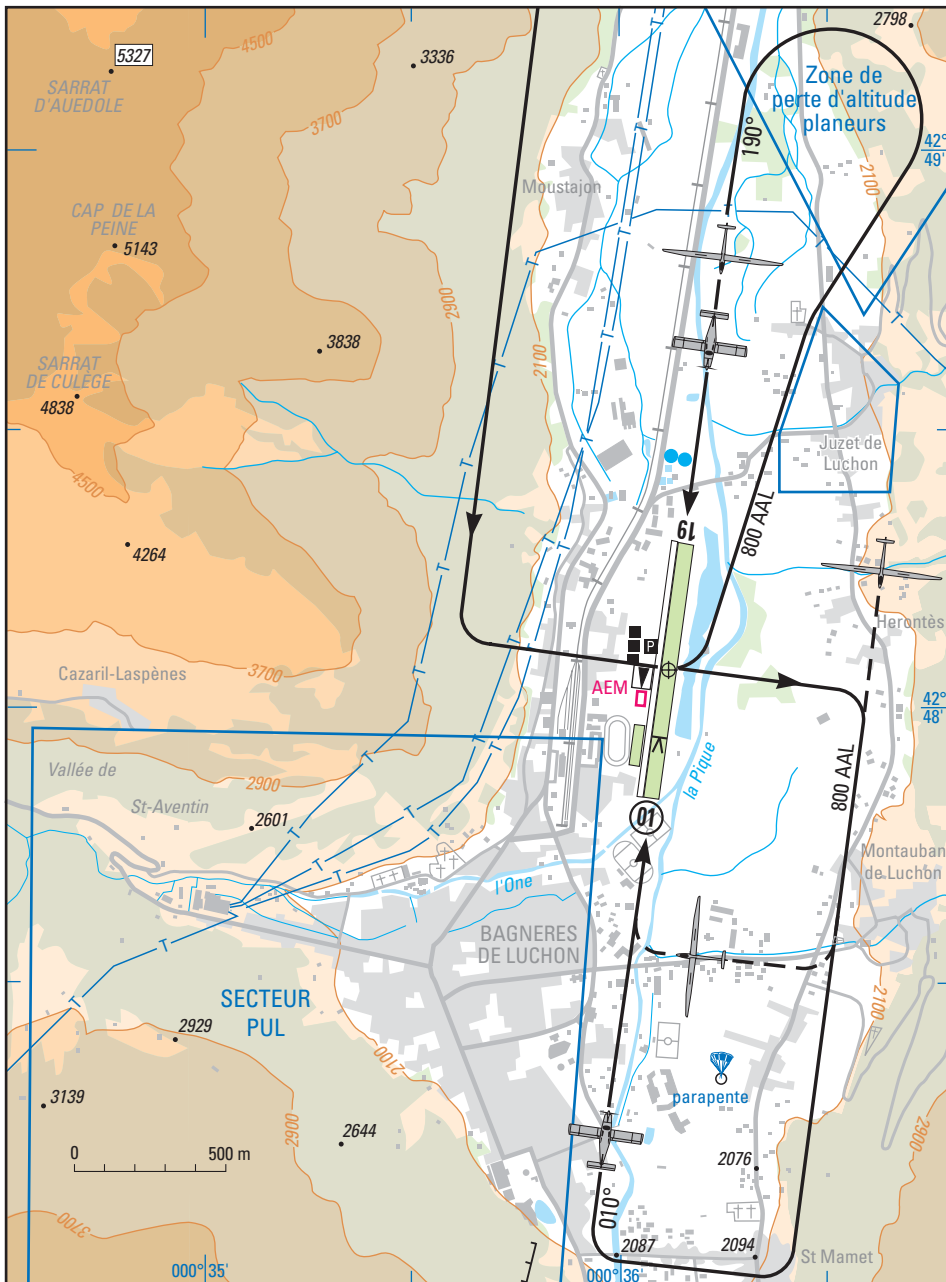 2798
4500
5327
3336
SARRAT
D'AUEDOLE
Zone de
perte d'altitude
planeurs
3700
190°
42°
49'
2100
Moustajon
CAP DE LA
PEINE
5143
T
T
T
T
2900
T
T
T
3838
2100
T
SARRAT
DE CULÈGE
4838
Juzet de
Luchon
T
T
T
4500
19
800 AAL
4264
T
T
T
Herontès
P
3700
Cazaril-Laspènes
AEM
42°
48'
T
T
T
la Pique
800 AAL
Vallée de
2900
St-Aventin
2601
01
T
T
T
Montauban
de Luchon
l'One
BAGNERES
DE LUCHON
T
T
SECTEUR
PUL
2100
2929
2100
parapente
3139
2900
2644
2900
0
500 m
2076
010°
3700
2087
2094
St Mamet
000° 35'
000° 36'